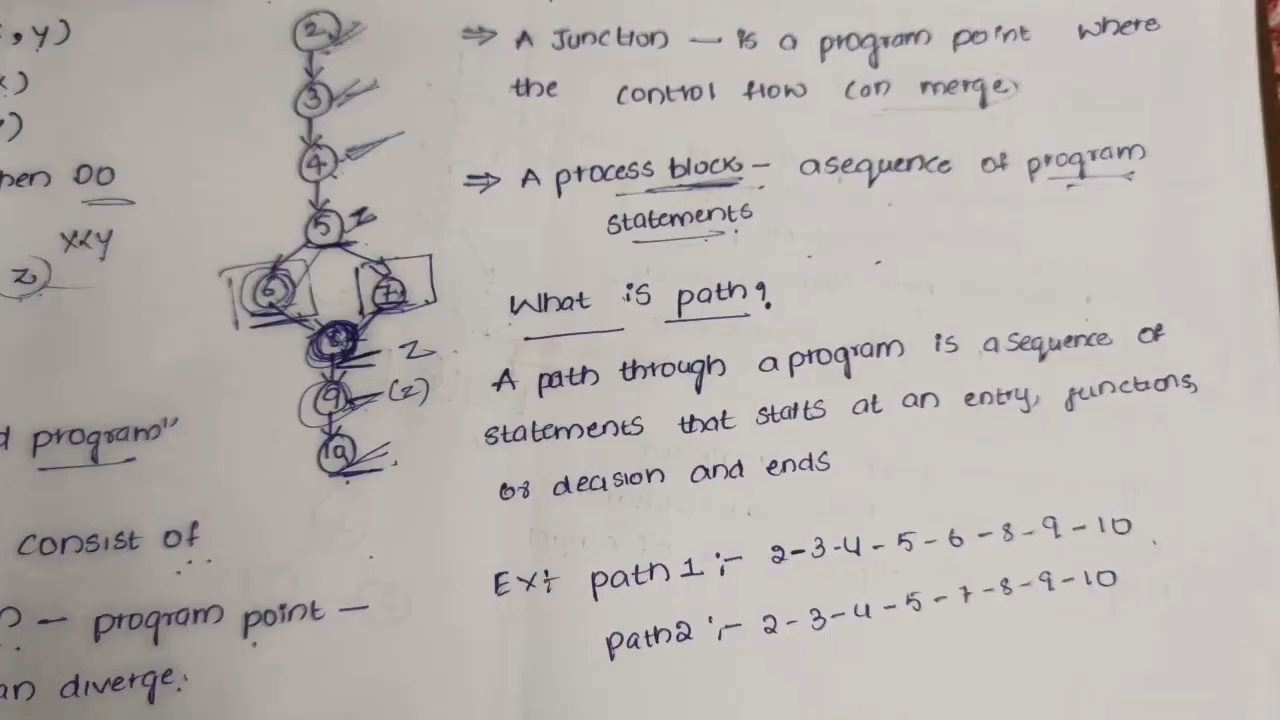 , y)
)
)
hen DO
x<y
z)
d program"
consist of
– program point –
an diverge.
2
3
4
5
6
7
8
z
9
(z)
10
⇒ A Junction – is a program point where
the control flow can merge.
⇒ A process block – a sequence of program
statements
What is path?
A path through a program is a sequence of
statements that starts at an entry, junctions,
or decision and ends
Ex:- path 1 :- 2-3-4-5-6-8-9-10
path2 :- 2-3-4-5-7-8-9-10